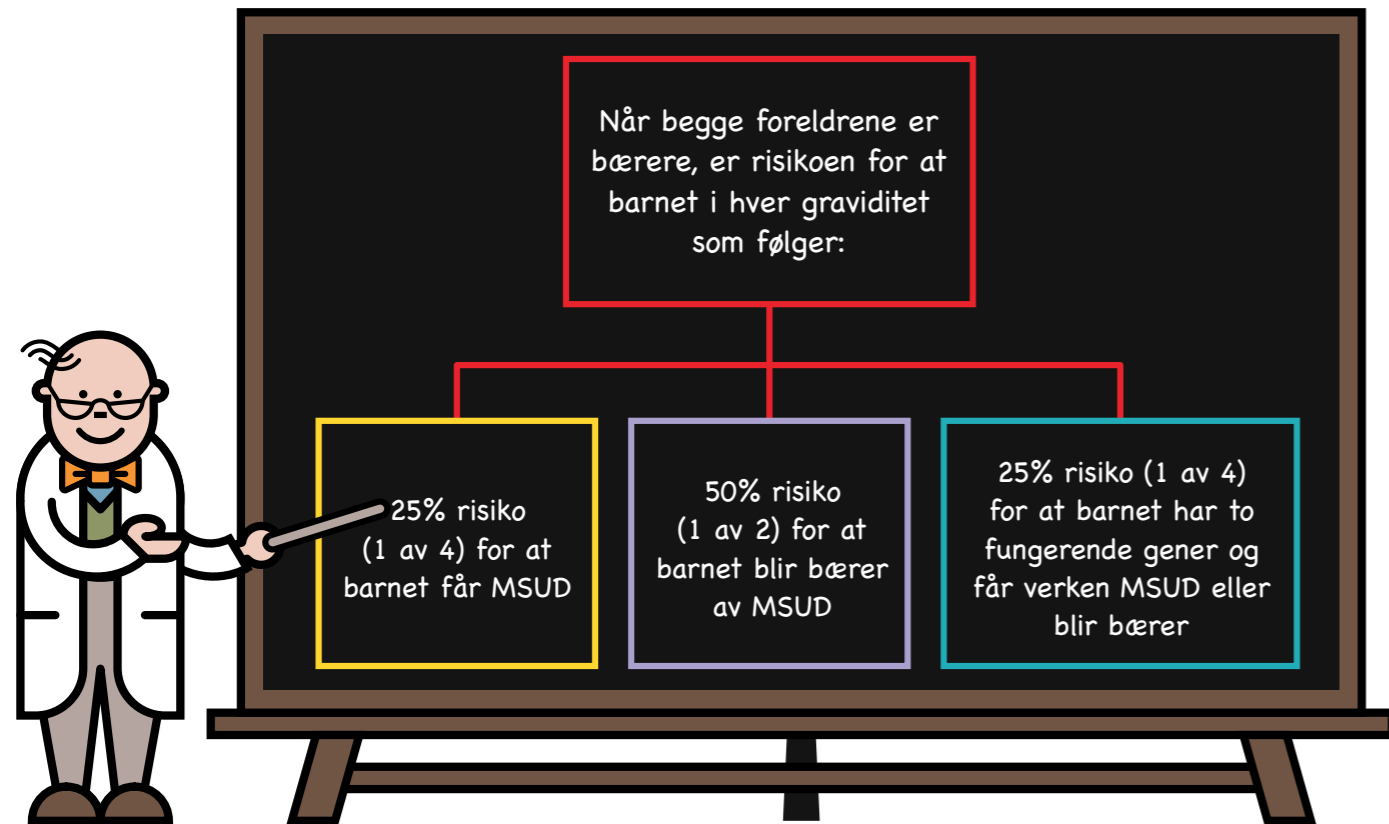 Når begge foreldrene er
bærere, er risikoen for at
barnet i hver graviditet
som følger:
25% risiko
(1 av 4) for at
barnet får MSUD
50% risiko
(1 av 2) for at
barnet blir bærer
av MSUD
25% risiko (1 av 4)
for at barnet har to
fungerende gener og
får verken MSUD eller
blir bærer